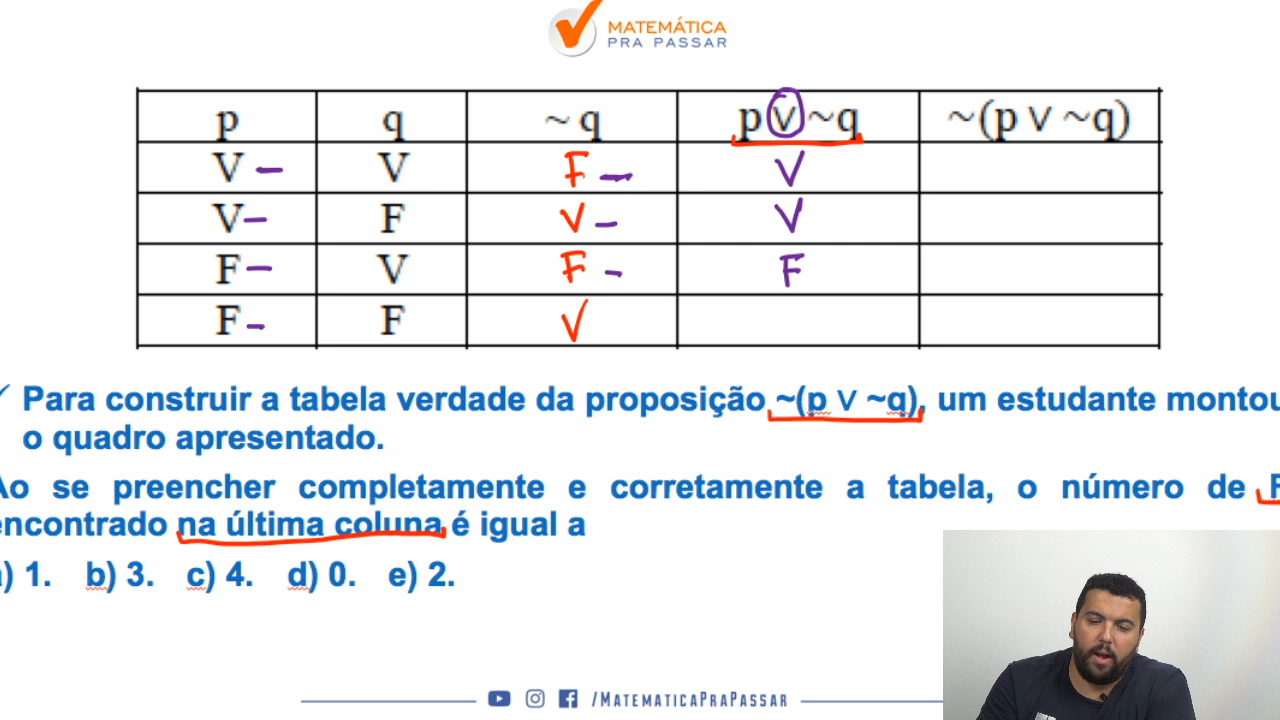 MATEMÁTICA
PRA PASSAR
p q ~ q p ∨ ~q ~(p ∨ ~q)
V V F V
V F V V
F V F F
F F V
Para construir a tabela verdade da proposição ~(p ∨ ~q), um estudante montou
o quadro apresentado.
Ao se preencher completamente e corretamente a tabela, o número de F
encontrado na última coluna é igual a
) 1. b) 3. c) 4. d) 0. e) 2.
/MATEMATICAPRAPASSAR